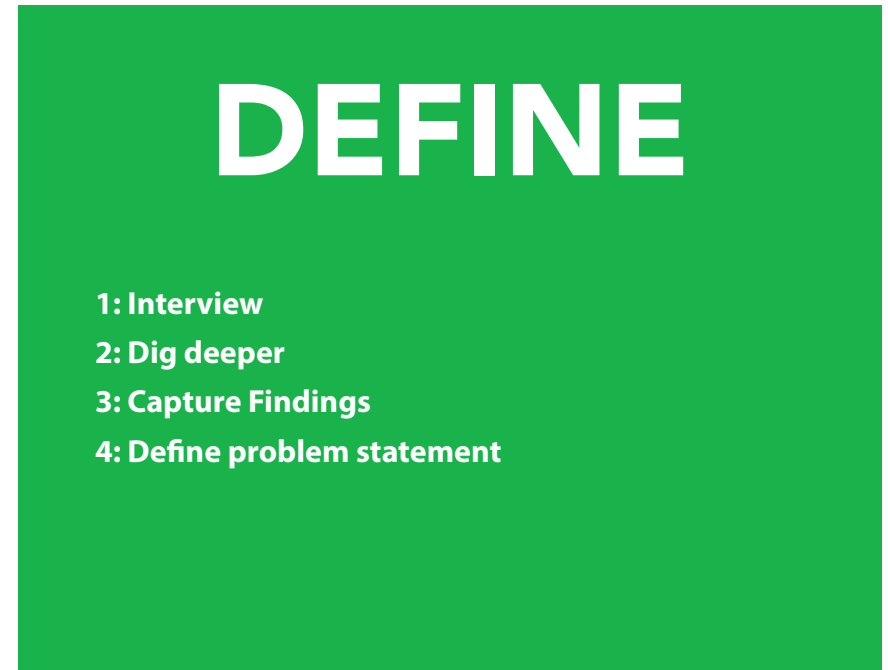 DEFINE
1: Interview
2: Dig deeper
3: Capture Findings
4: Define problem statement